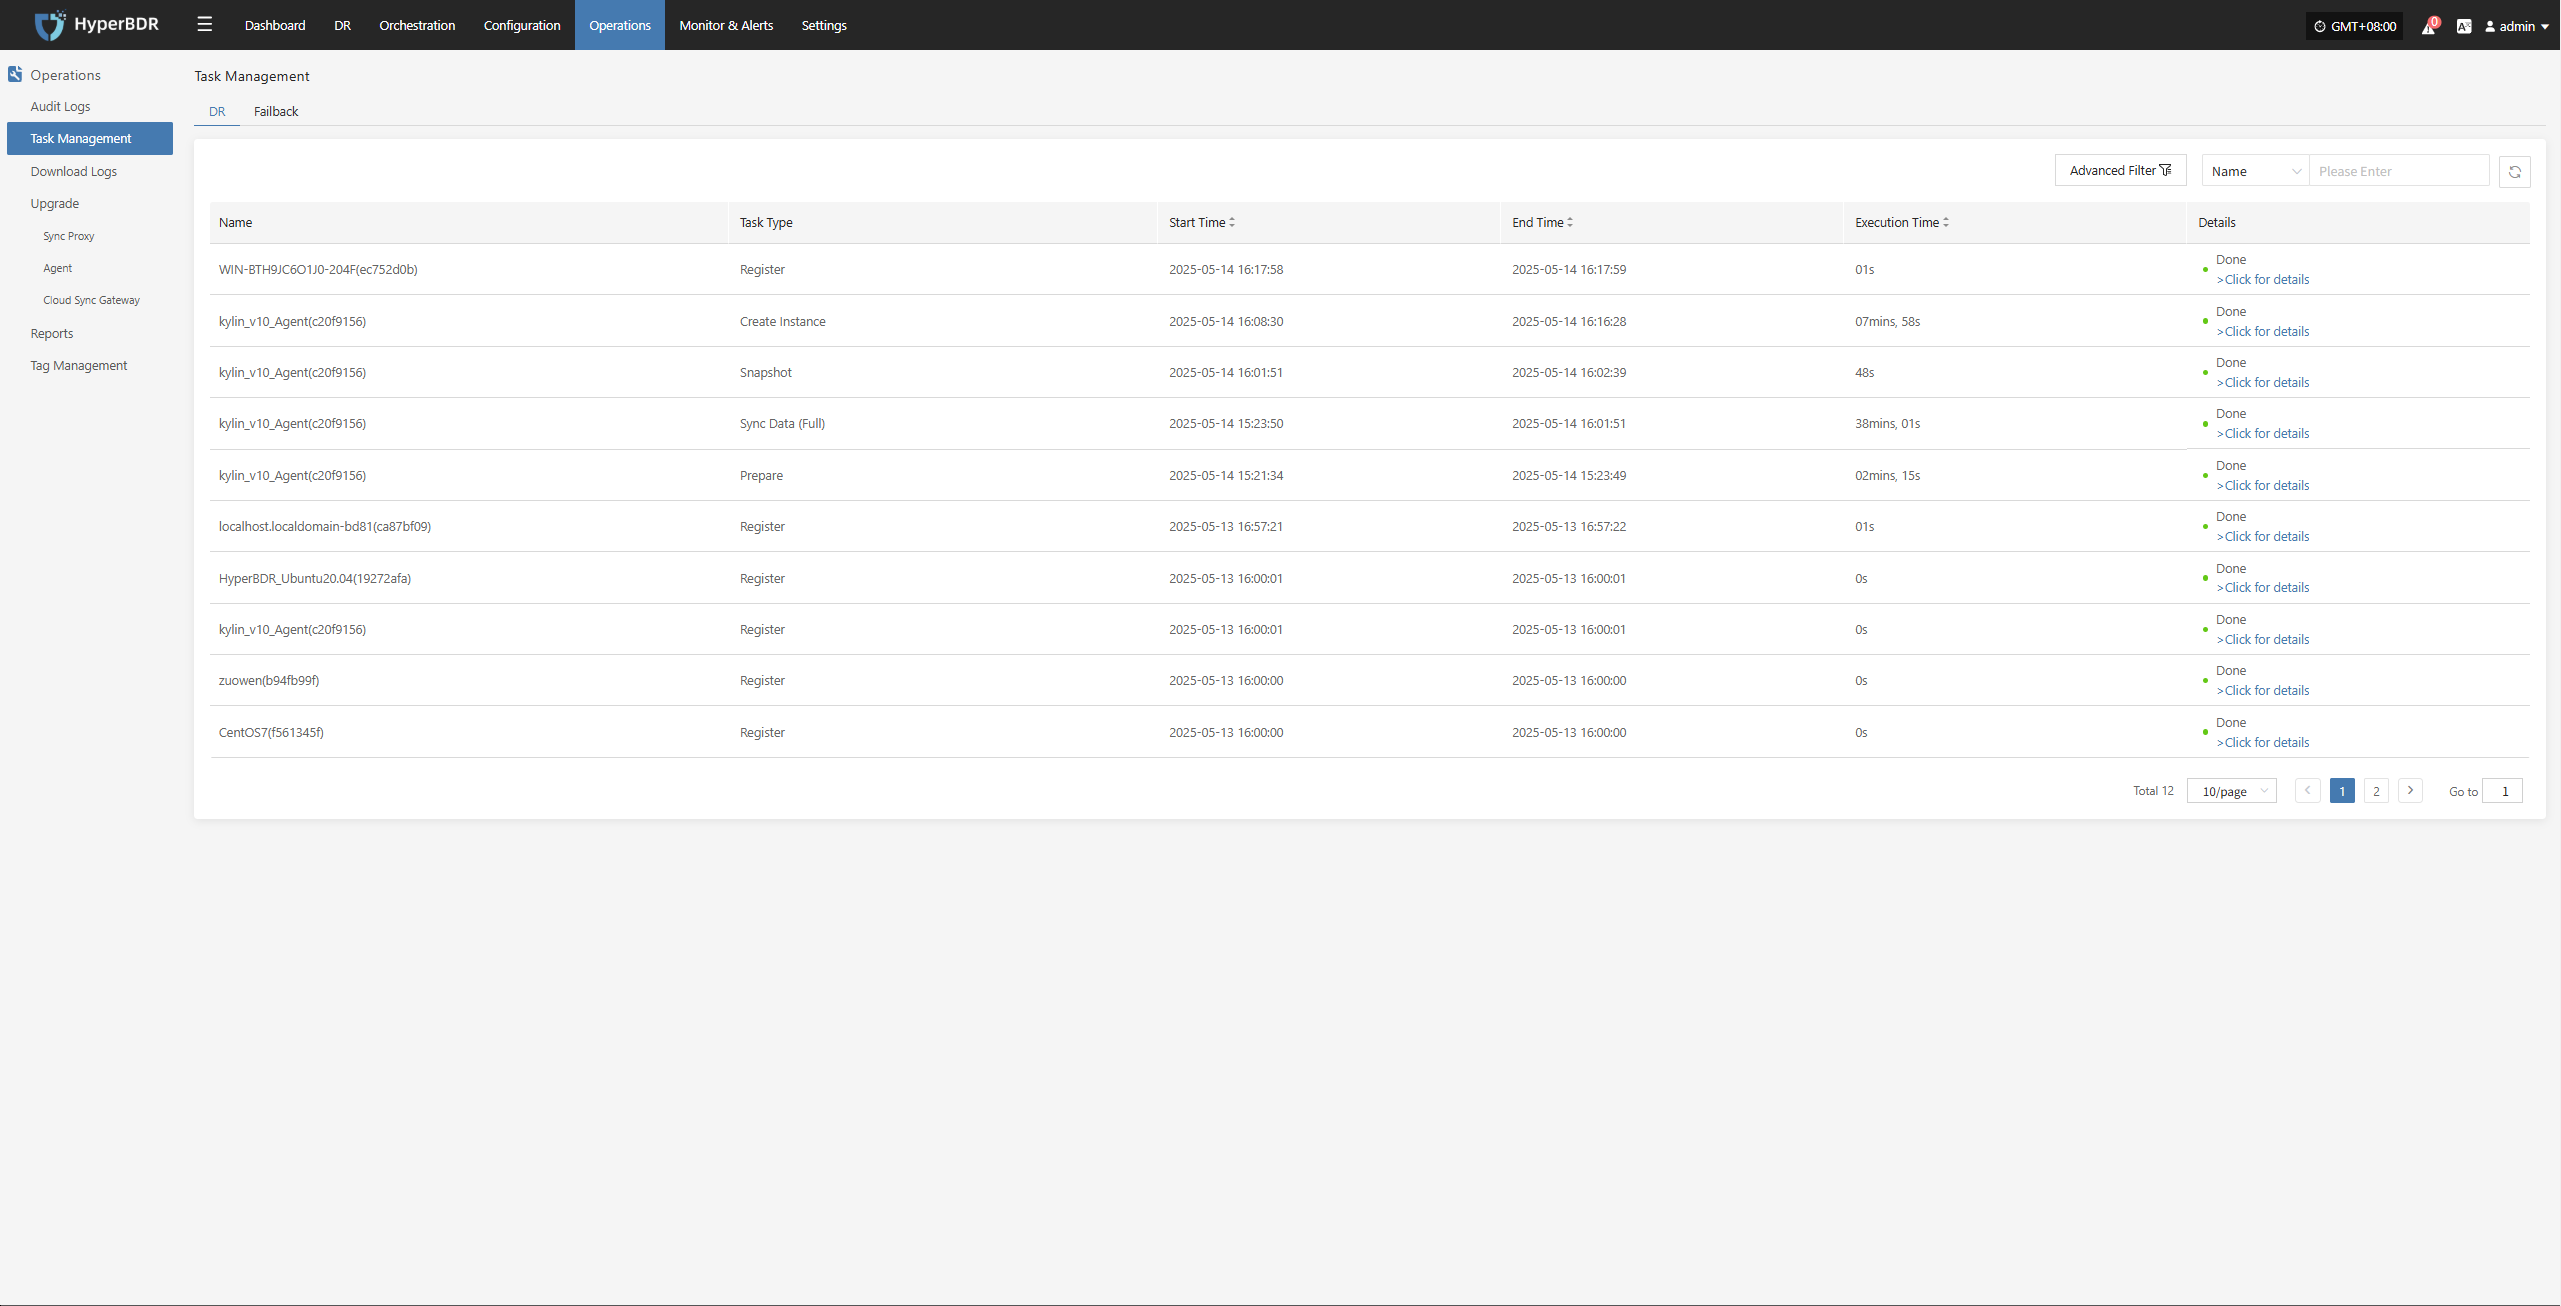 HyperBDR Dashboard DR Orchestration Configuration Operations Monitor & Alerts Settings GMT+08:00 0 admin
Operations
Audit Logs
Task Management
Download Logs
Upgrade
Sync Proxy
Agent
Cloud Sync Gateway
Reports
Tag Management
Task Management
DR Failback
Advanced Filter Name Please Enter
Name Task Type Start Time End Time Execution Time Details
WIN-BTH9JC6O1J0-204F(ec752d0b) Register 2025-05-14 16:17:58 2025-05-14 16:17:59 01s Done
>Click for details
kylin_v10_Agent(c20f9156) Create Instance 2025-05-14 16:08:30 2025-05-14 16:16:28 07mins, 58s Done
>Click for details
kylin_v10_Agent(c20f9156) Snapshot 2025-05-14 16:01:51 2025-05-14 16:02:39 48s Done
>Click for details
kylin_v10_Agent(c20f9156) Sync Data (Full) 2025-05-14 15:23:50 2025-05-14 16:01:51 38mins, 01s Done
>Click for details
kylin_v10_Agent(c20f9156) Prepare 2025-05-14 15:21:34 2025-05-14 15:23:49 02mins, 15s Done
>Click for details
localhost.localdomain-bd81(ca87bf09) Register 2025-05-13 16:57:21 2025-05-13 16:57:22 01s Done
>Click for details
HyperBDR_Ubuntu20.04(19272afa) Register 2025-05-13 16:00:01 2025-05-13 16:00:01 0s Done
>Click for details
kylin_v10_Agent(c20f9156) Register 2025-05-13 16:00:01 2025-05-13 16:00:01 0s Done
>Click for details
zuowen(b94fb99f) Register 2025-05-13 16:00:00 2025-05-13 16:00:00 0s Done
>Click for details
CentOS7(f561345f) Register 2025-05-13 16:00:00 2025-05-13 16:00:00 0s Done
>Click for details
Total 12 10/page 1 2 Go to 1